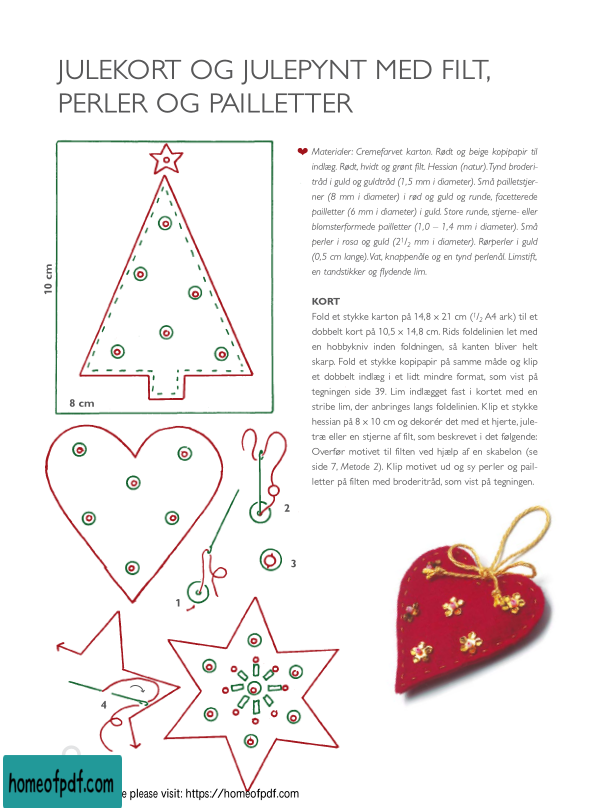 JULEKORT OG JULEPYNT MED FILT,
PERLER OG PAILLETTER
10 cm
8 cm
1
2
3
4
❤ Materialer: Cremefarvet karton. Rødt og beige kopipapir til
indlæg. Rødt, hvidt og grønt filt. Hessian (natur). Tynd broderi-
tråd i guld og guldtråd (1,5 mm i diameter). Små pailletstjer-
ner (8 mm i diameter) i rød og guld og runde, facetterede
pailletter (6 mm i diameter) i guld. Store runde, stjerne- eller
blomsterformede pailletter (1,0 – 1,4 mm i diameter). Små
perler i rosa og guld (2 1/2 mm i diameter). Rørperler i guld
(0,5 cm lange). Vat, knappenåle og en tynd perlenål. Limstift,
en tandstikker og flydende lim.
KORT
Fold et stykke karton på 14,8 x 21 cm (1/2 A4 ark) til et
dobbelt kort på 10,5 x 14,8 cm. Rids foldelinien let med
en hobbykniv inden foldningen, så kanten bliver helt
skarp. Fold et stykke kopipapir på samme måde og klip
et dobbelt indlæg i et lidt mindre format, som vist på
tegningen side 39. Lim indlægget fast i kortet med en
stribe lim, der anbringes langs foldelinien. Klip et stykke
hessian på 8 x 10 cm og dekorér det med et hjerte, jule-
træ eller en stjerne af filt, som beskrevet i det følgende:
Overfør motivet til filten ved hjælp af en skabelon (se
side 7, Metode 2). Klip motivet ud og sy perler og pail-
letter på filten med broderitråd, som vist på tegningen.
homeofpdf.com
please visit: https://homeofpdf.com